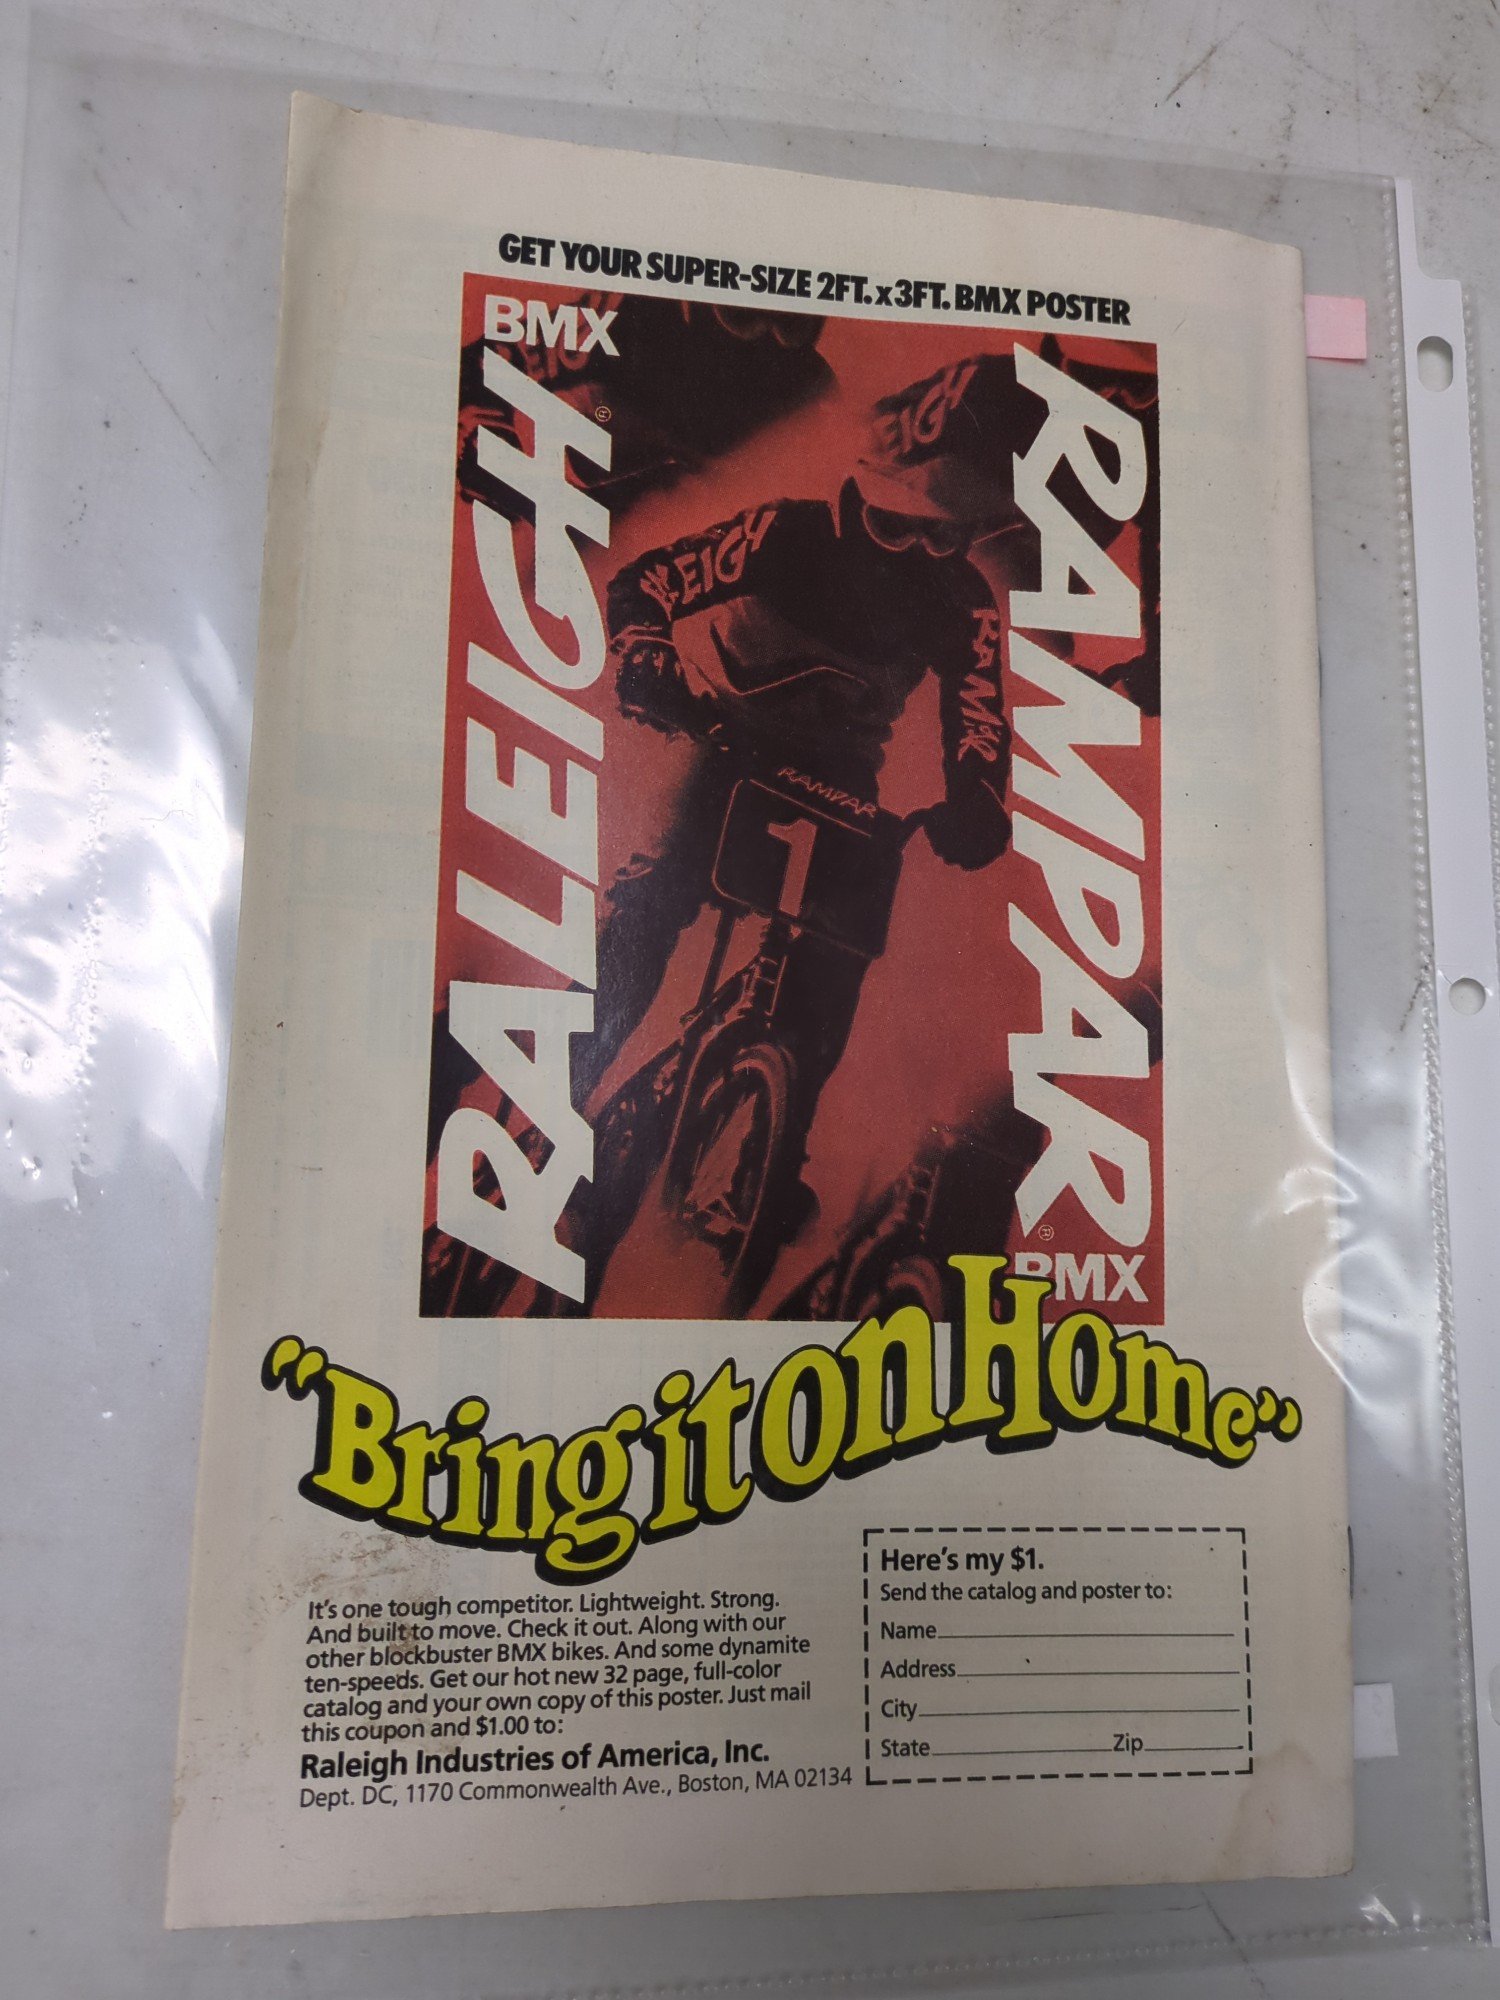 GET YOUR SUPER-SIZE 2FT. x 3FT. BMX POSTER
BMX
RALEIGH®
RAMPAR®
BMX
EIGH
EIGH
RALEIGH
RAMPAR
RAMPAR
1
"Bring it on Home"
It's one tough competitor. Lightweight. Strong.
And built to move. Check it out. Along with our
other blockbuster BMX bikes. And some dynamite
ten-speeds. Get our hot new 32 page, full-color
catalog and your own copy of this poster. Just mail
this coupon and $1.00 to:
Raleigh Industries of America, Inc.
Dept. DC, 1170 Commonwealth Ave., Boston, MA 02134
Here's my $1.
Send the catalog and poster to:
Name
Address
City
State Zip